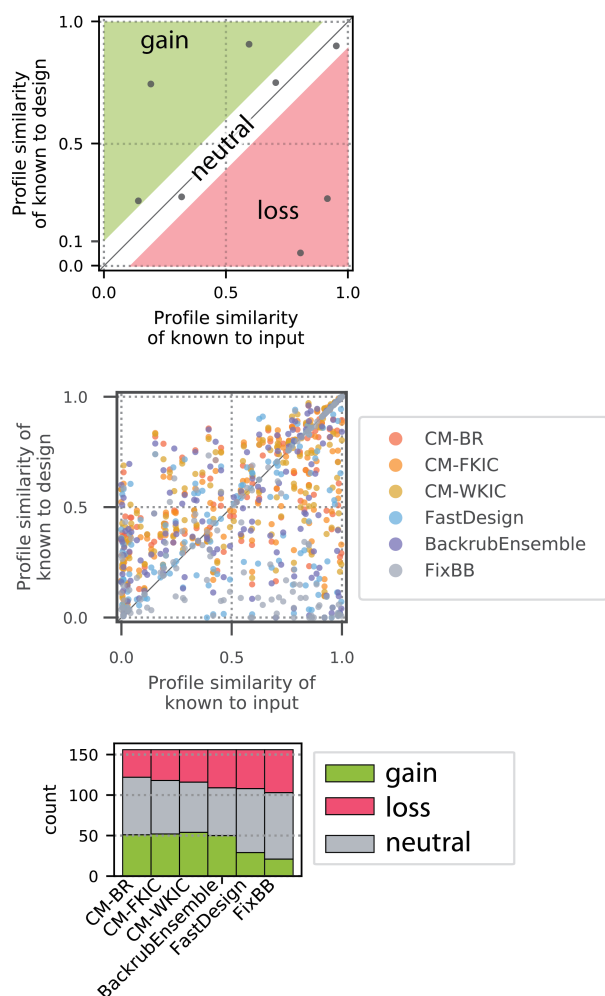 1.0
gain
Profile similarity
of known to design
0.5
neutral
loss
0.1
0.0
0.0 0.5 1.0
Profile similarity
of known to input
1.0
Profile similarity of
known to design
0.5
0.0
0.0 0.5 1.0
Profile similarity of
known to input
CM-BR
CM-FKIC
CM-WKIC
FastDesign
BackrubEnsemble
FixBB
150
100
50
0
count
CM-BR
CM-FKIC
CM-WKIC
BackrubEnsemble
FastDesign
FixBB
gain
loss
neutral